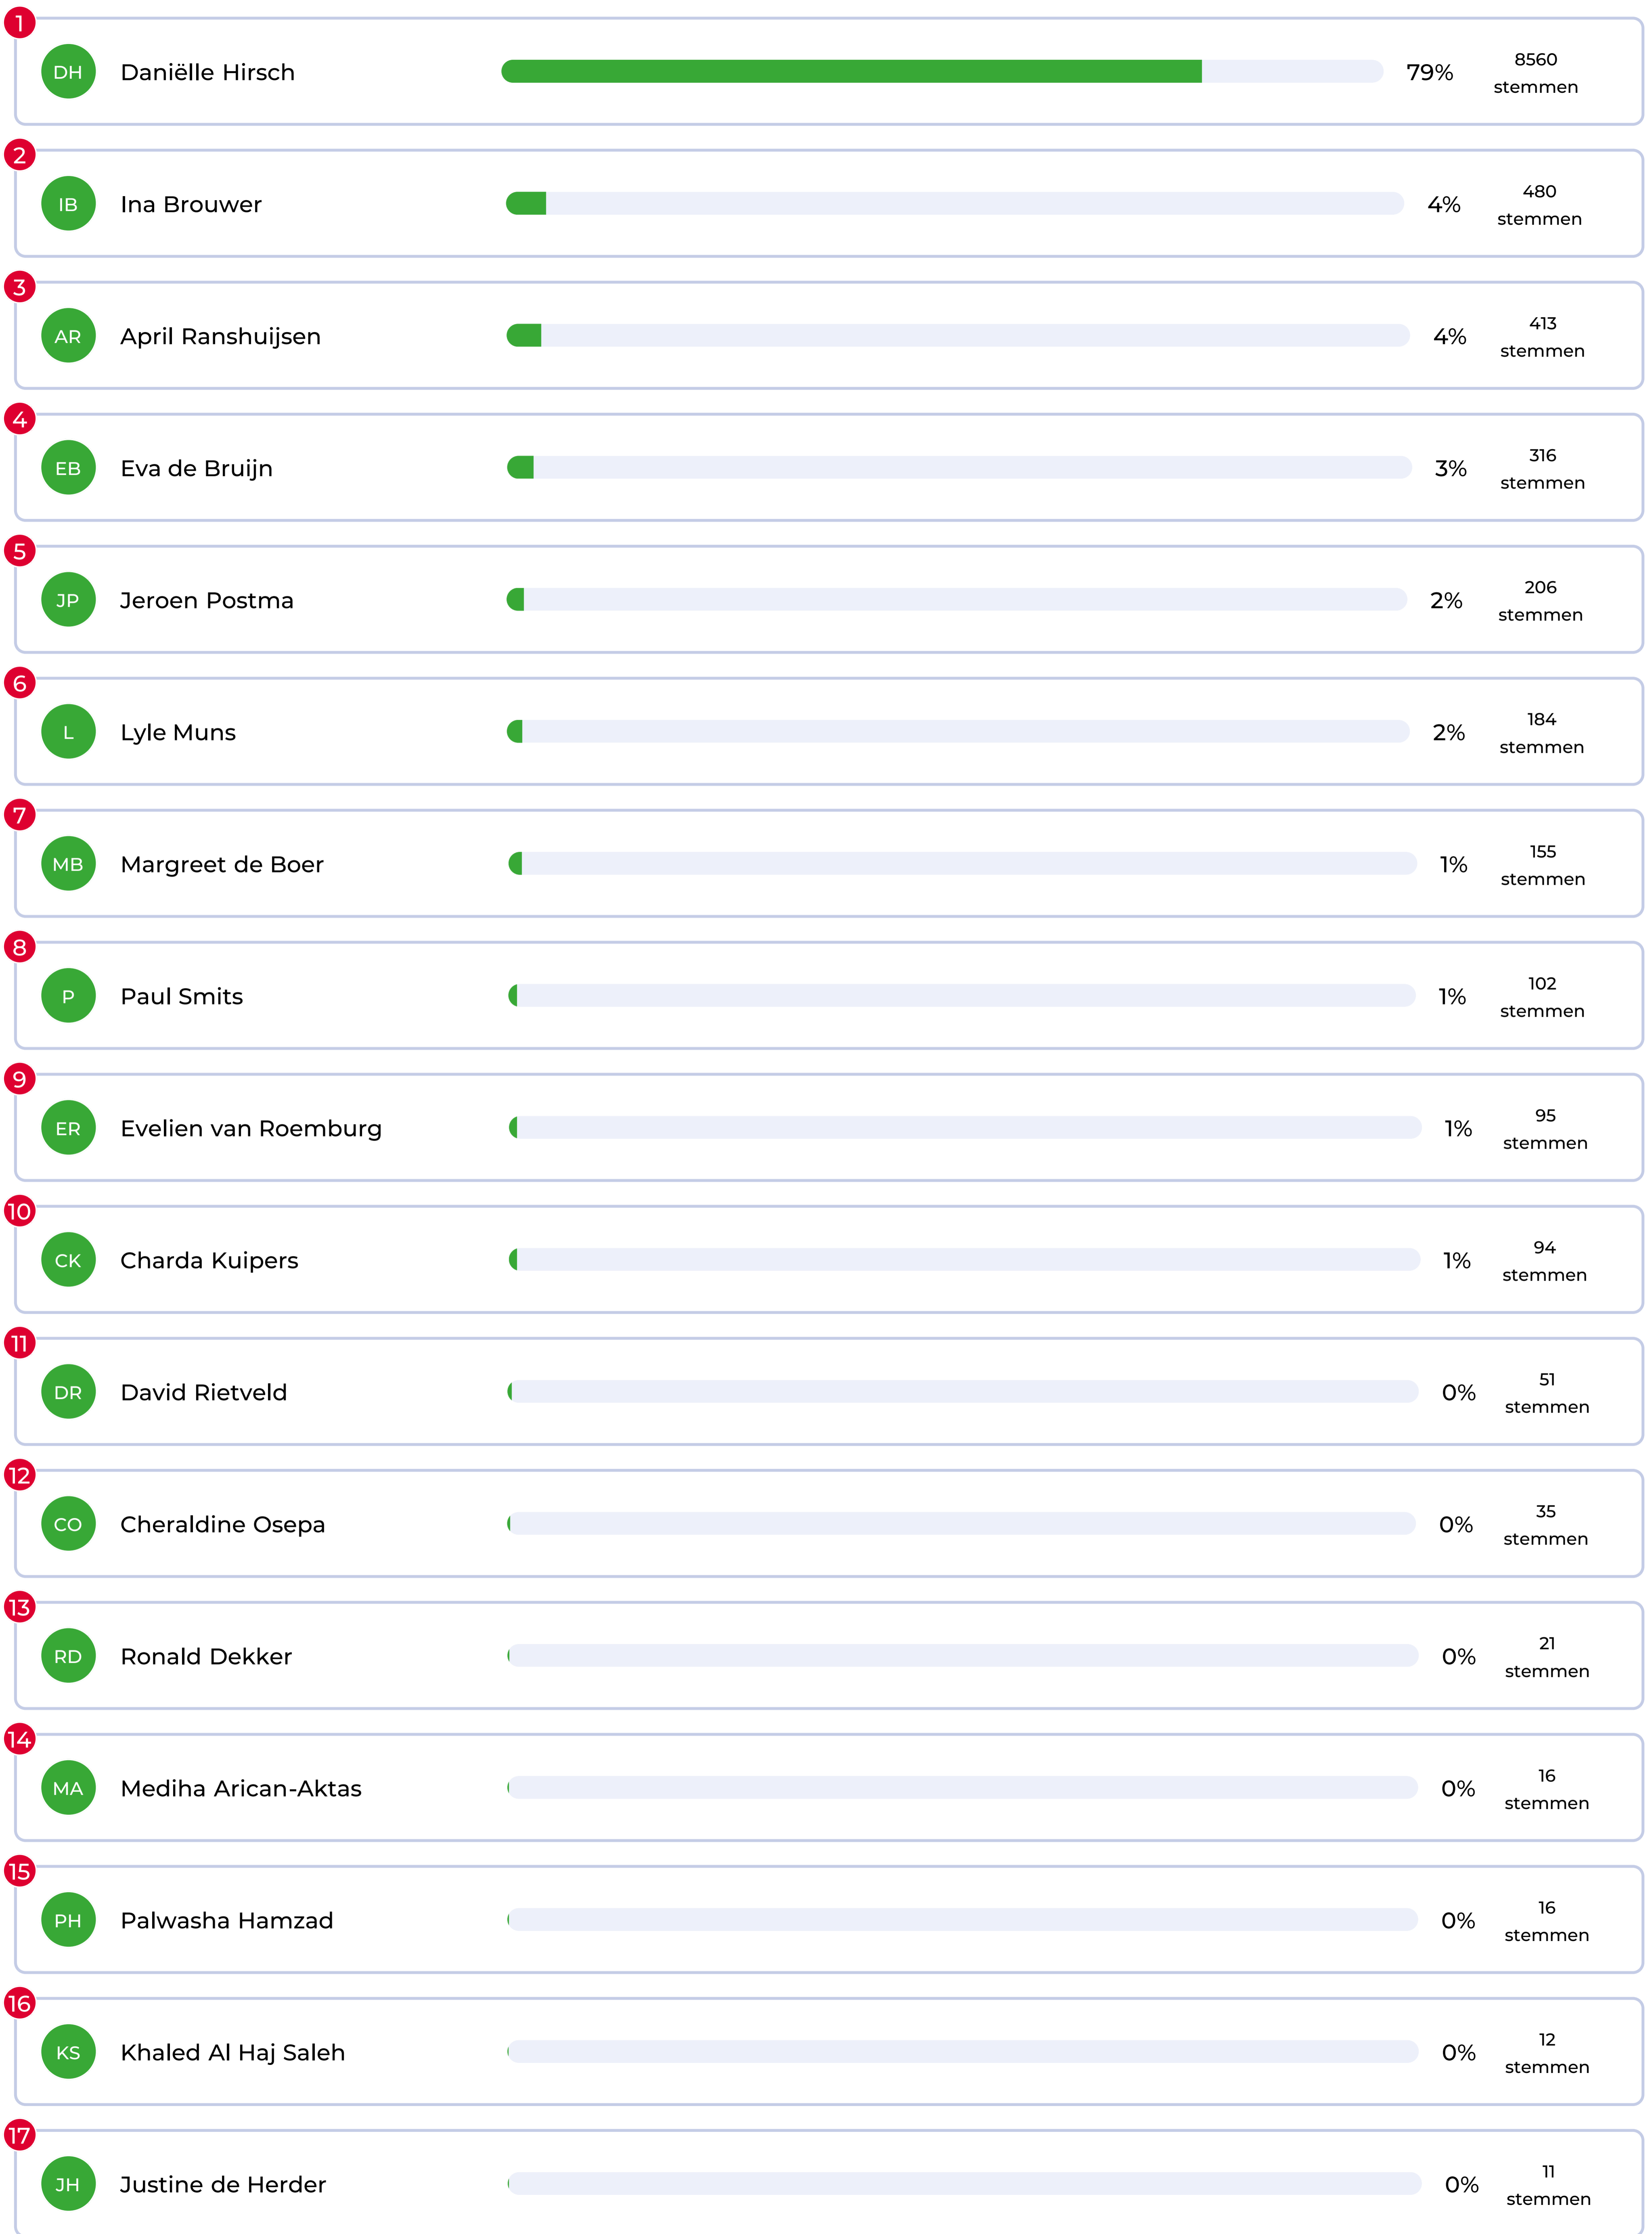 1
DH
Daniëlle Hirsch
79%
8560
stemmen
2
IB
Ina Brouwer
4%
480
stemmen
3
AR
April Ranshuijsen
4%
413
stemmen
4
EB
Eva de Bruijn
3%
316
stemmen
5
JP
Jeroen Postma
2%
206
stemmen
6
L
Lyle Muns
2%
184
stemmen
7
MB
Margreet de Boer
1%
155
stemmen
8
P
Paul Smits
1%
102
stemmen
9
ER
Evelien van Roemburg
1%
95
stemmen
10
CK
Charda Kuipers
1%
94
stemmen
11
DR
David Rietveld
0%
51
stemmen
12
CO
Cheraldine Osepa
0%
35
stemmen
13
RD
Ronald Dekker
0%
21
stemmen
14
MA
Mediha Arican-Aktas
0%
16
stemmen
15
PH
Palwasha Hamzad
0%
16
stemmen
16
KS
Khaled Al Haj Saleh
0%
12
stemmen
17
JH
Justine de Herder
0%
11
stemmen